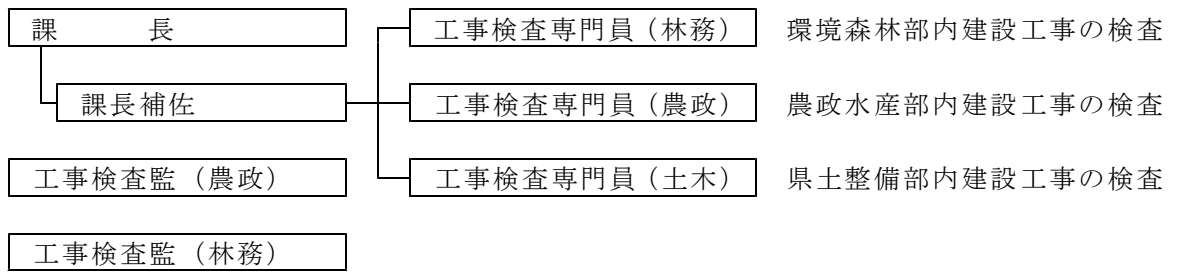 課　　　長
課長補佐
工事検査監（農政）
工事検査監（林務）
工事検査専門員（林務）　環境森林部内建設工事の検査
工事検査専門員（農政）　農政水産部内建設工事の検査
工事検査専門員（土木）　県土整備部内建設工事の検査